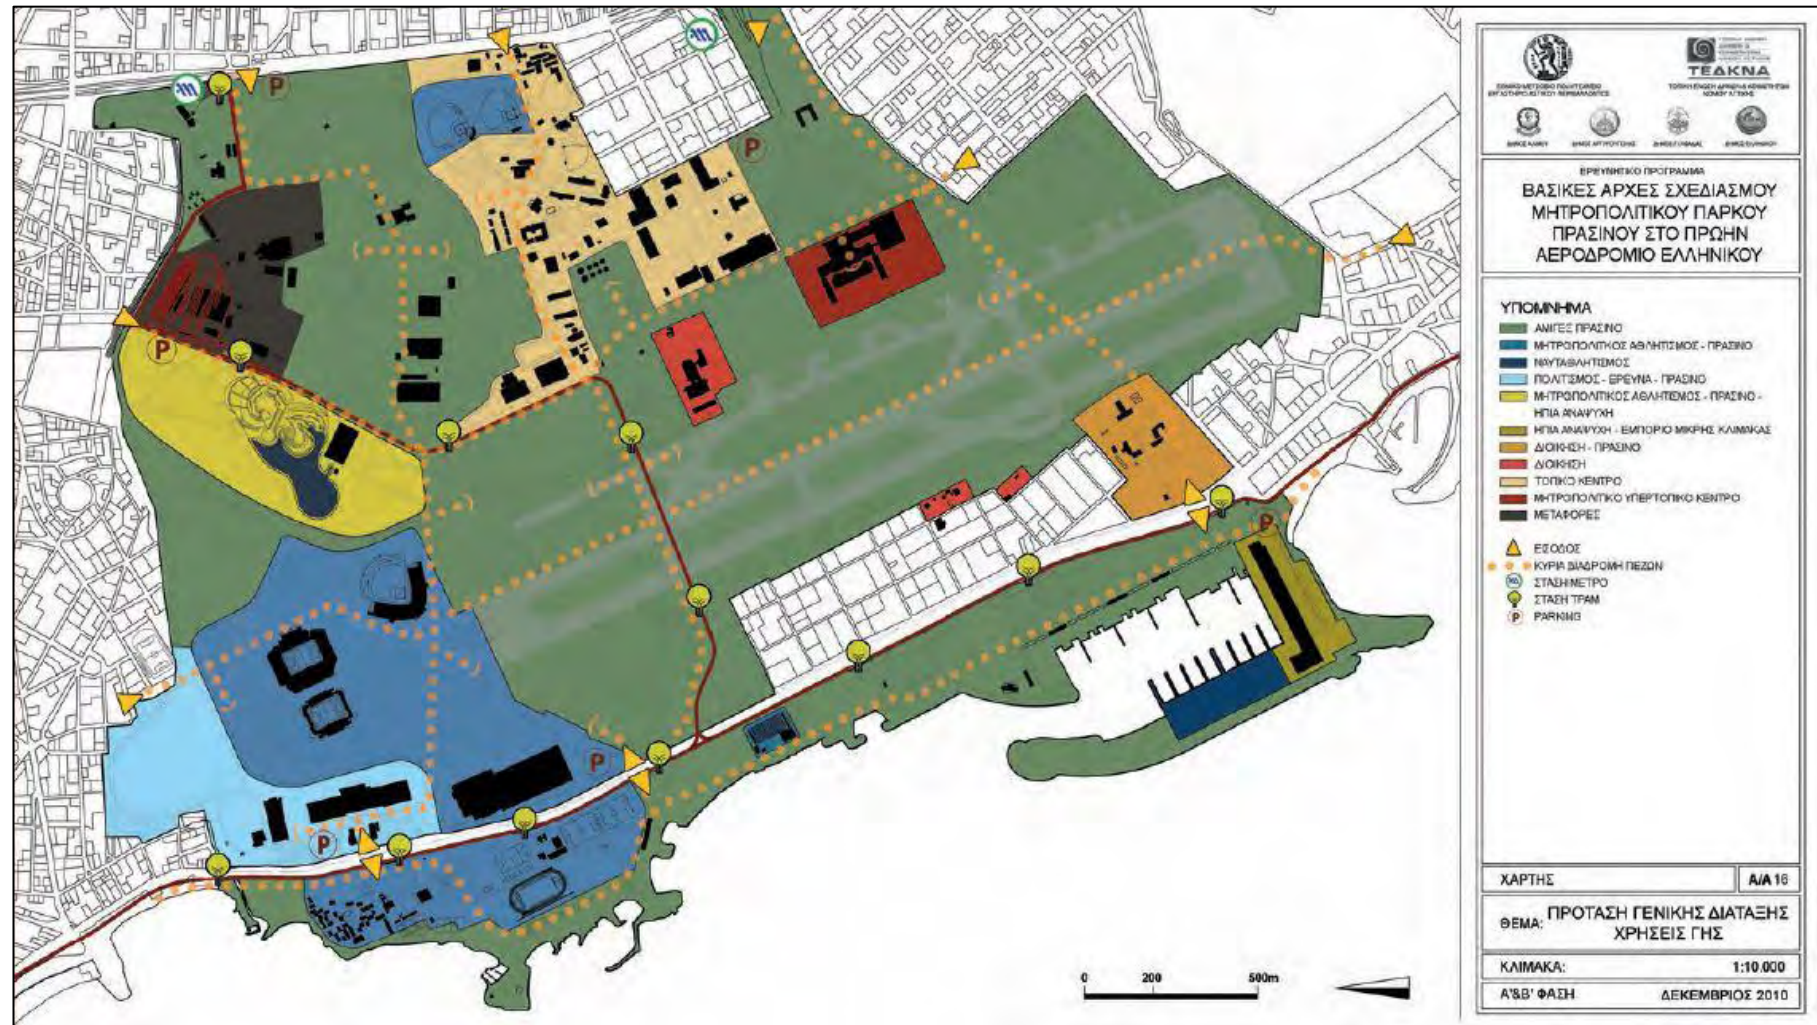 ΤΕΔΚΝΑ
ΕΡΕΥΝΗΤΙΚΟ ΠΡΟΓΡΑΜΜΑ
ΒΑΣΙΚΕΣ ΑΡΧΕΣ ΣΧΕΔΙΑΣΜΟΥ
ΜΗΤΡΟΠΟΛΙΤΙΚΟΥ ΠΑΡΚΟΥ
ΠΡΑΣΙΝΟΥ ΣΤΟ ΠΡΩΗΝ
ΑΕΡΟΔΡΟΜΙΟ ΕΛΛΗΝΙΚΟΥ
ΥΠΟΜΝΗΜΑ
ΑΜΙΓΕΣ ΠΡΑΣΙΝΟ
ΜΗΤΡΟΠΟΛΙΤΙΚΟΣ ΑΘΛΗΤΙΣΜΟΣ - ΠΡΑΣΙΝΟ
ΝΑΥΤΑΘΛΗΤΙΣΜΟΣ
ΠΟΛΙΤΙΣΜΟΣ - ΕΡΕΥΝΑ - ΠΡΑΣΙΝΟ
ΜΗΤΡΟΠΟΛΙΤΙΚΟΣ ΑΘΛΗΤΙΣΜΟΣ - ΠΡΑΣΙΝΟ -
ΗΠΙΑ ΑΝΑΨΥΧΗ
ΗΠΙΑ ΑΝΑΨΥΧΗ - ΕΜΠΟΡΙΟ ΜΙΚΡΗΣ ΚΛΙΜΑΚΑΣ
ΔΙΟΙΚΗΣΗ - ΠΡΑΣΙΝΟ
ΔΙΟΙΚΗΣΗ
ΤΟΠΙΚΟ ΚΕΝΤΡΟ
ΜΗΤΡΟΠΟΛΙΤΙΚΟ ΥΠΕΡΤΟΠΙΚΟ ΚΕΝΤΡΟ
ΜΕΤΑΦΟΡΕΣ
ΕΙΣΟΔΟΣ
ΚΥΡΙΑ ΔΙΑΔΡΟΜΗ ΠΕΖΩΝ
ΣΤΑΣΗ ΜΕΤΡΟ
ΣΤΑΣΗ ΤΡΑΜ
P PARKING
ΧΑΡΤΗΣ Α/Α 16
ΘΕΜΑ: ΠΡΟΤΑΣΗ ΓΕΝΙΚΗΣ ΔΙΑΤΑΞΗΣ
ΧΡΗΣΕΙΣ ΓΗΣ
ΚΛΙΜΑΚΑ: 1:10.000
Α'&Β' ΦΑΣΗ ΔΕΚΕΜΒΡΙΟΣ 2010
P
P
P
P
P
P
0 200 500m